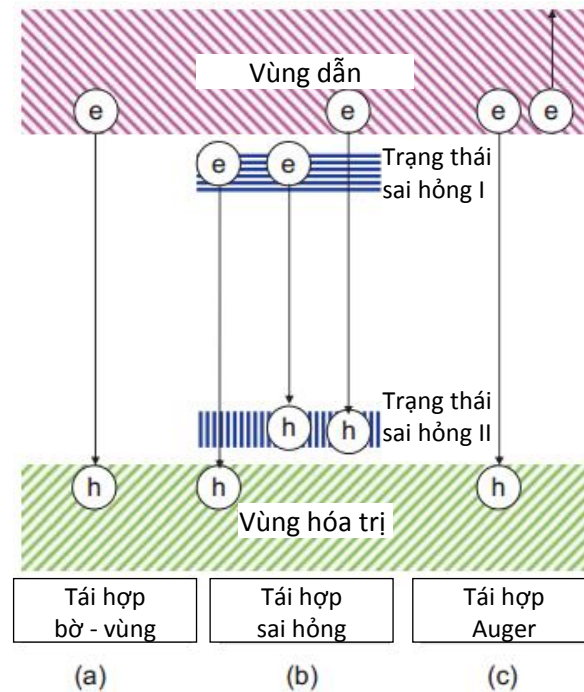 Vùng dẫn
e
e
e
e
e
e
Trạng thái
sai hỏng I
Trạng thái
sai hỏng II
h
h
h
h
h
Vùng hóa trị
Tái hợp
bờ - vùng
Tái hợp
sai hỏng
Tái hợp
Auger
(a)
(b)
(c)